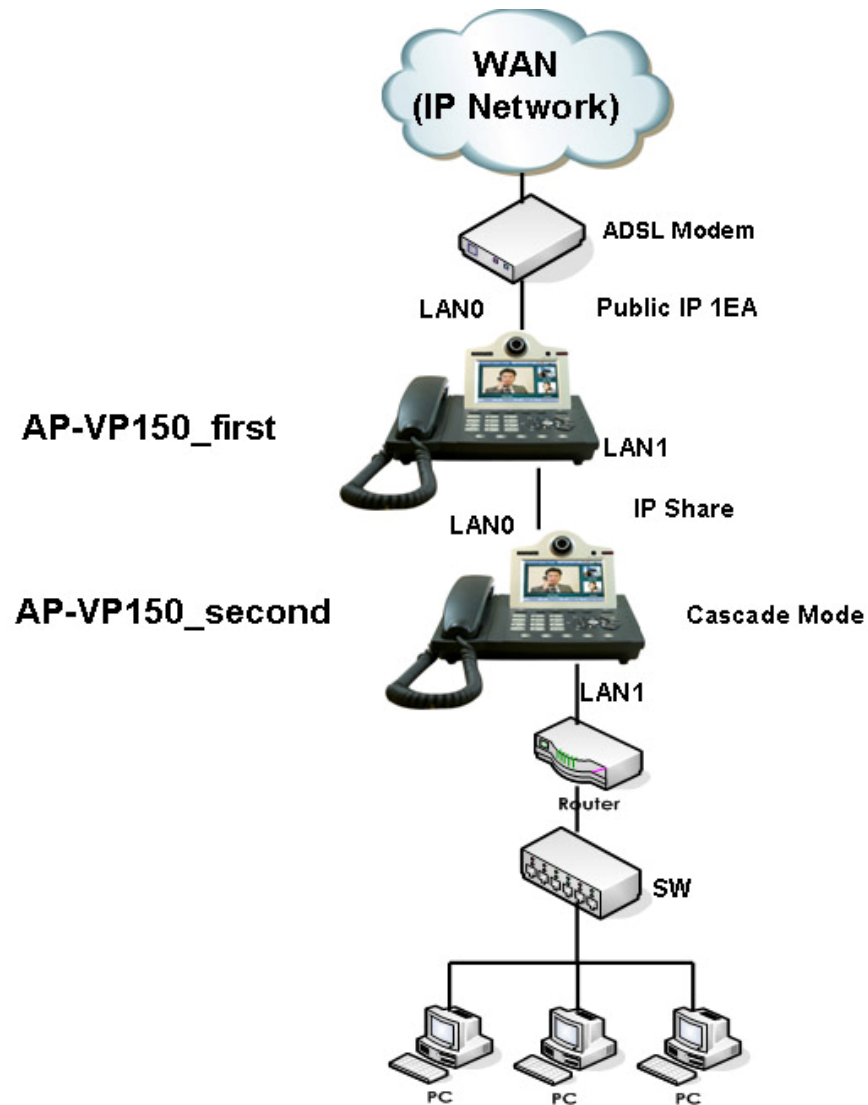 WAN
(IP Network)
ADSL Modem
LAN0
Public IP 1EA
AP-VP150_first
LAN1
IP Share
LAN0
AP-VP150_second
Cascade Mode
LAN1
Router
SW
PC
PC
PC